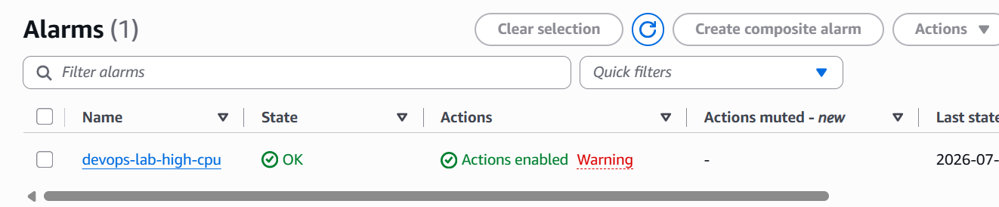 Alarms (1)
Clear selection
Create composite alarm
Actions
Filter alarms
Quick filters
Name State Actions Actions muted - new Last state
devops-lab-high-cpu OK Actions enabled Warning - 2026-07-